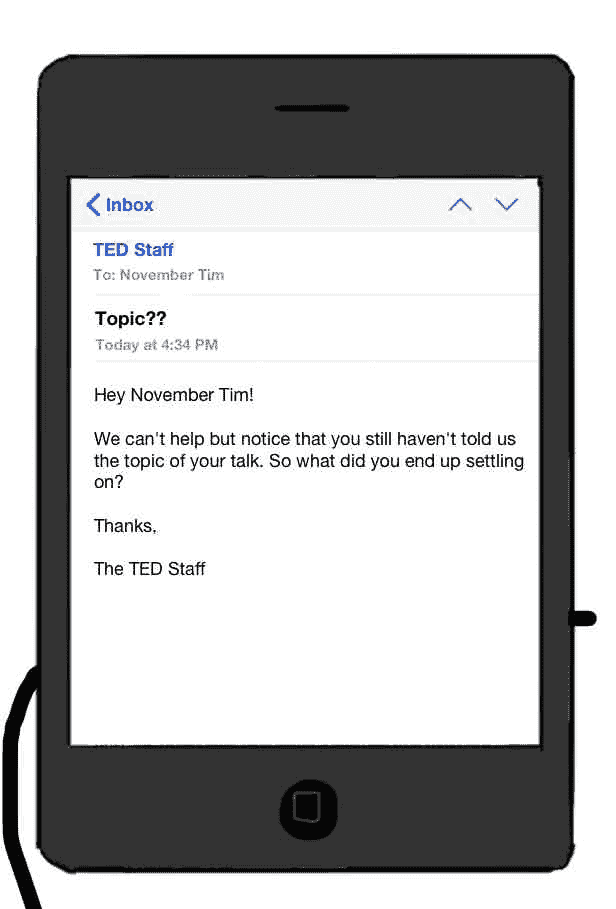 Inbox
TED Staff
To: November Tim
Topic??
Today at 4:34 PM
Hey November Tim!
We can't help but notice that you still haven't told us
the topic of your talk. So what did you end up settling
on?
Thanks,
The TED Staff